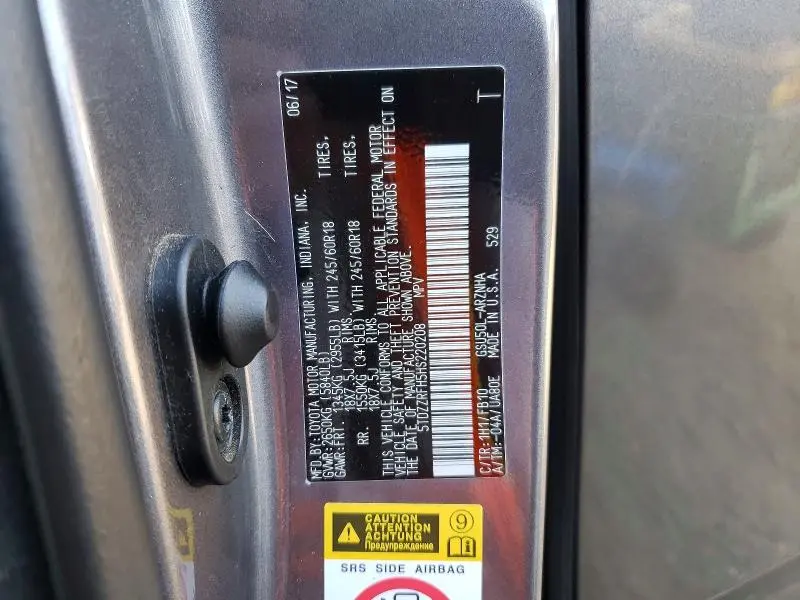 MFD.BY:TOYOTA MOTOR MANUFACTURING, INDIANA, INC. 06/17
GVWR:2650KG (5840LB)
GAWR:FRT. 1345KG (2955LB) WITH 245/60R18 TIRES,
18X7.5J RIMS
RR. 1550KG (3415LB) WITH 245/60R18 TIRES,
18X7.5J RIMS
THIS VEHICLE CONFORMS TO ALL APPLICABLE FEDERAL MOTOR
VEHICLE SAFETY AND THEFT PREVENTION STANDARDS IN EFFECT ON
THE DATE OF MANUFACTURE SHOWN ABOVE.
5TDZZRFH5HS220208 MPV
C/TR:1H1/FB10 GSU50L-ARZNHA T
A/TM:-04A/UA80E MADE IN U.S.A. 529
CAUTION
ATTENTION
ACHTUNG
Предупреждение
9
SRS SIDE AIRBAG